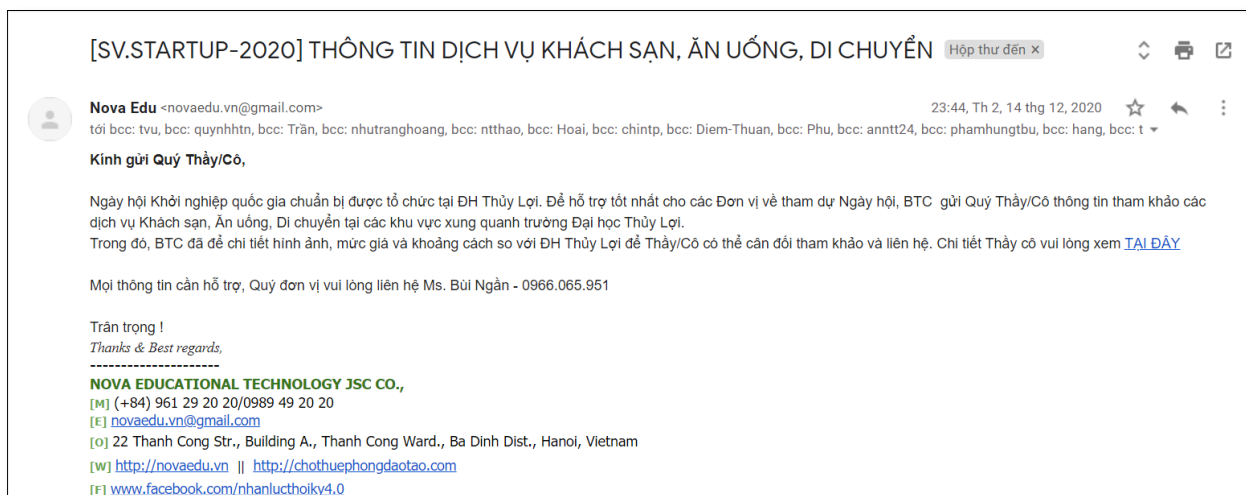 [SV.STARTUP-2020] THÔNG TIN DỊCH VỤ KHÁCH SẠN, ĂN UỐNG, DI CHUYỂN Hộp thư đến ×
Nova Edu <novaedu.vn@gmail.com> 23:44, Th 2, 14 thg 12, 2020
tới bcc: tvu, bcc: quynhhtn, bcc: Trần, bcc: nhutranghoang, bcc: ntthao, bcc: Hoai, bcc: chintp, bcc: Diem-Thuan, bcc: Phu, bcc: anntt24, bcc: phamhungtbu, bcc: hang, bcc: t
Kính gửi Quý Thầy/Cô,
Ngày hội Khởi nghiệp quốc gia chuẩn bị được tổ chức tại ĐH Thủy Lợi. Để hỗ trợ tốt nhất cho các Đơn vị về tham dự Ngày hội, BTC gửi Quý Thầy/Cô thông tin tham khảo các
dịch vụ Khách sạn, Ăn uống, Di chuyển tại các khu vực xung quanh trường Đại học Thủy Lợi.
Trong đó, BTC đã để chi tiết hình ảnh, mức giá và khoảng cách so với ĐH Thủy Lợi để Thầy/Cô có thể cân đối tham khảo và liên hệ. Chi tiết Thầy cô vui lòng xem TẠI ĐÂY
Mọi thông tin cần hỗ trợ, Quý đơn vị vui lòng liên hệ Ms. Bùi Ngần - 0966.065.951
Trân trọng !
Thanks & Best regards,
---------------------
NOVA EDUCATIONAL TECHNOLOGY JSC CO.,
[M] (+84) 961 29 20 20/0989 49 20 20
[E] novaedu.vn@gmail.com
[O] 22 Thanh Cong Str., Building A., Thanh Cong Ward., Ba Dinh Dist., Hanoi, Vietnam
[W] http://novaedu.vn || http://chothuephongdaotao.com
[F] www.facebook.com/nhanlucthoiky4.0